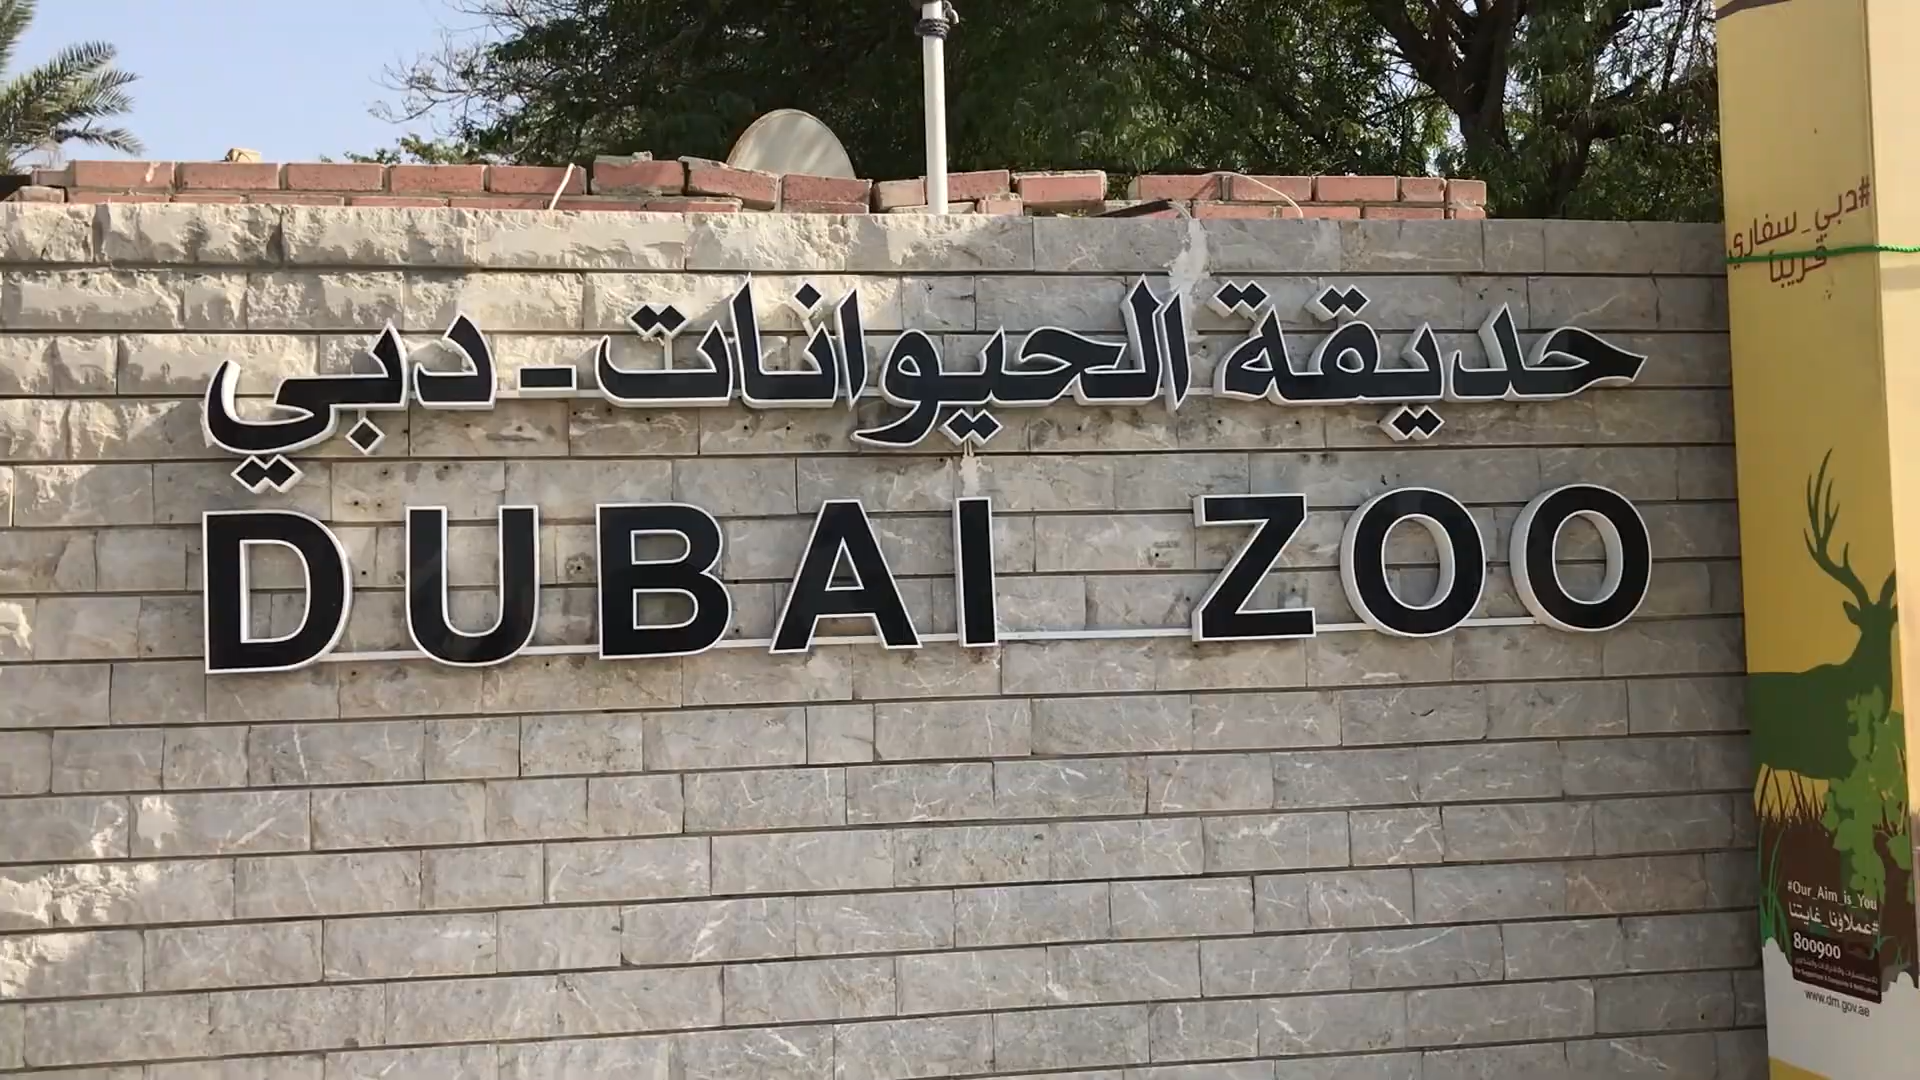 حديقة الحيوانات - دبي
DUBAI ZOO
#دبي_سفاري
قريبا
#Our_Aim_is_You
#عملاؤنا_غايتنا
800900
www.dm.gov.ae